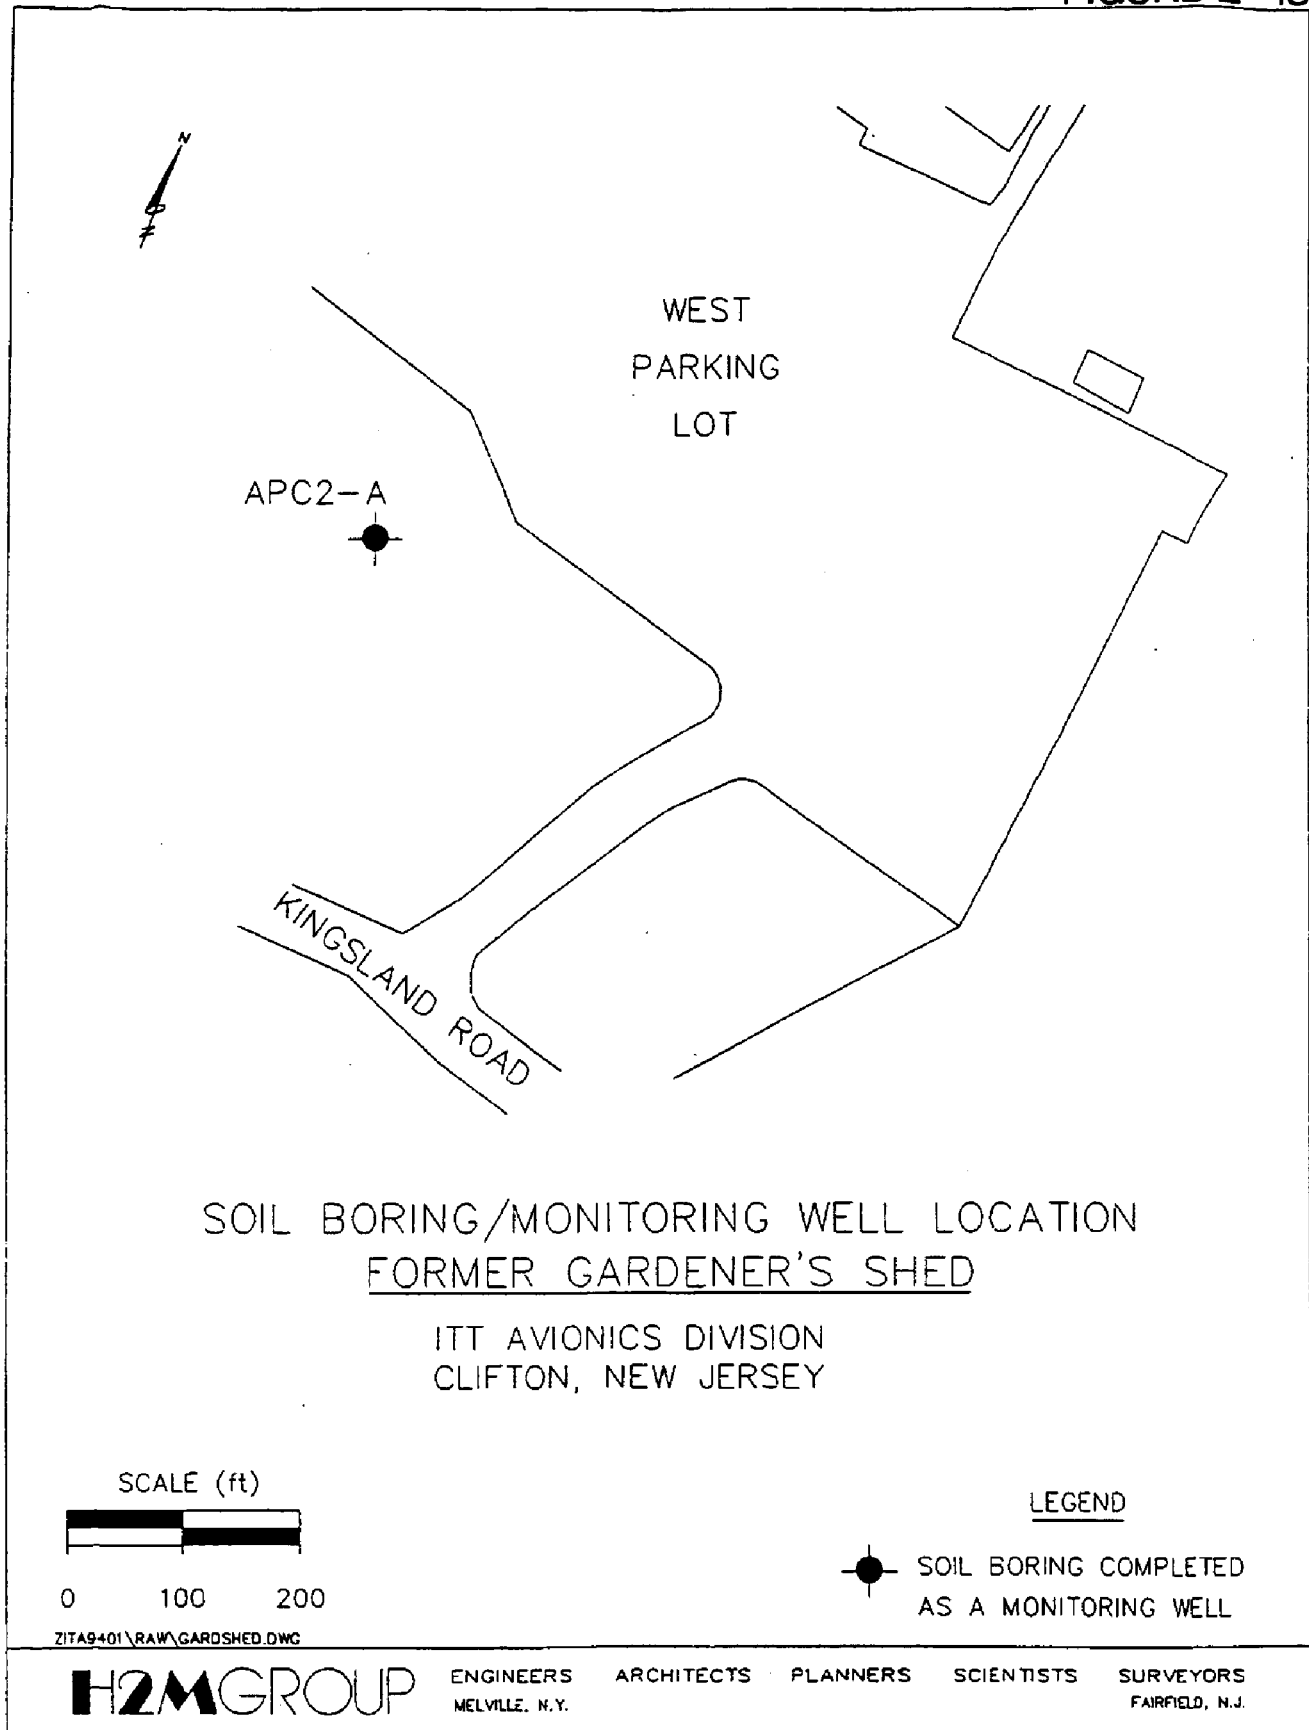 N
WEST
PARKING
LOT
APC2-A
KINGSLAND ROAD
SOIL BORING/MONITORING WELL LOCATION
FORMER GARDENER'S SHED
ITT AVIONICS DIVISION
CLIFTON, NEW JERSEY
SCALE (ft)
0 100 200
ZITA9401\RAW\GARDSHED.DWG
LEGEND
SOIL BORING COMPLETED
AS A MONITORING WELL
H2MGROUP
ENGINEERS ARCHITECTS PLANNERS SCIENTISTS SURVEYORS
MELVILLE, N.Y. FAIRFIELD, N.J.